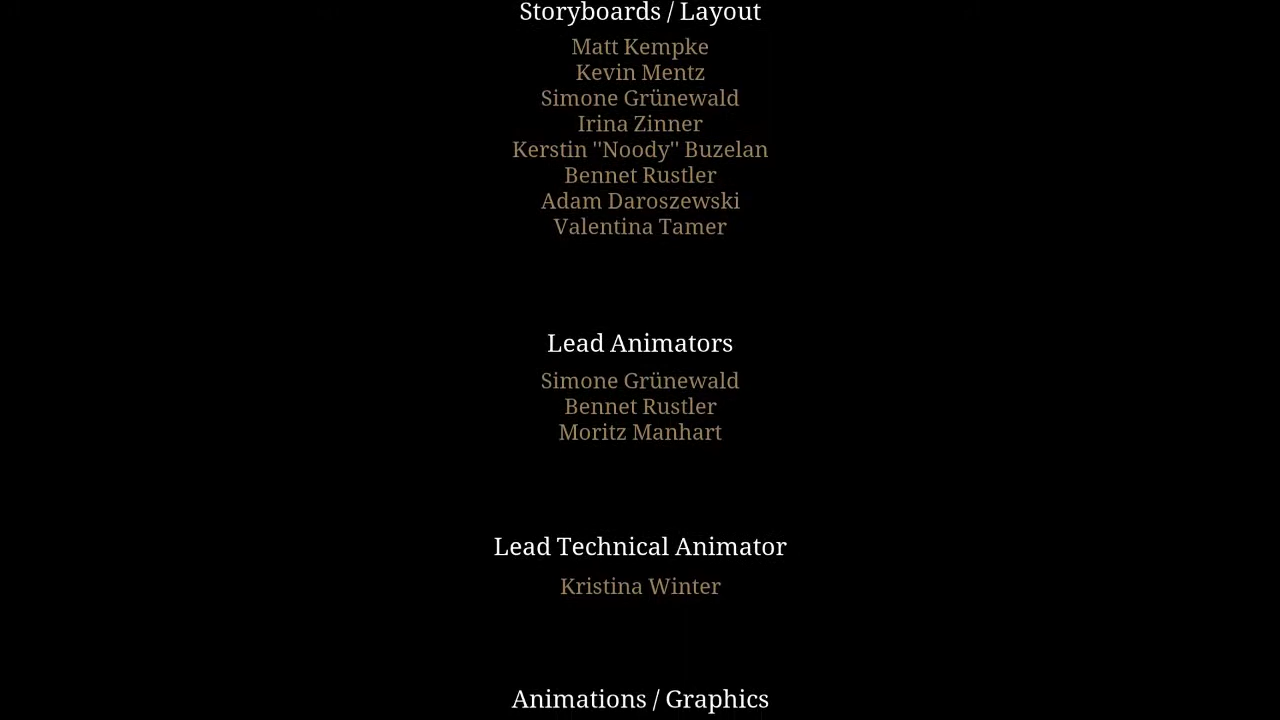 Storyboards / Layout
Matt Kempke
Kevin Mentz
Simone Grünewald
Irina Zinner
Kerstin "Noody" Buzelan
Bennet Rustler
Adam Daroszewski
Valentina Tamer
Lead Animators
Simone Grünewald
Bennet Rustler
Moritz Manhart
Lead Technical Animator
Kristina Winter
Animations / Graphics